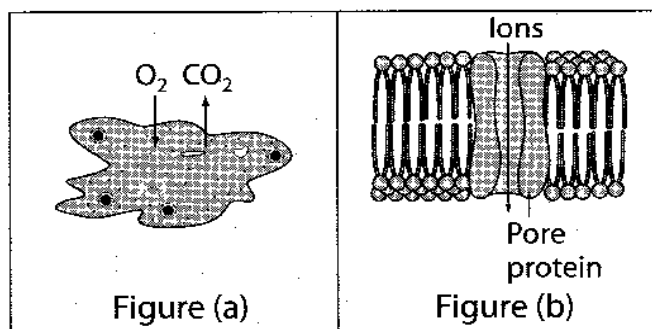 O₂ CO₂
Figure (a)
Ions
Pore
protein
Figure (b)